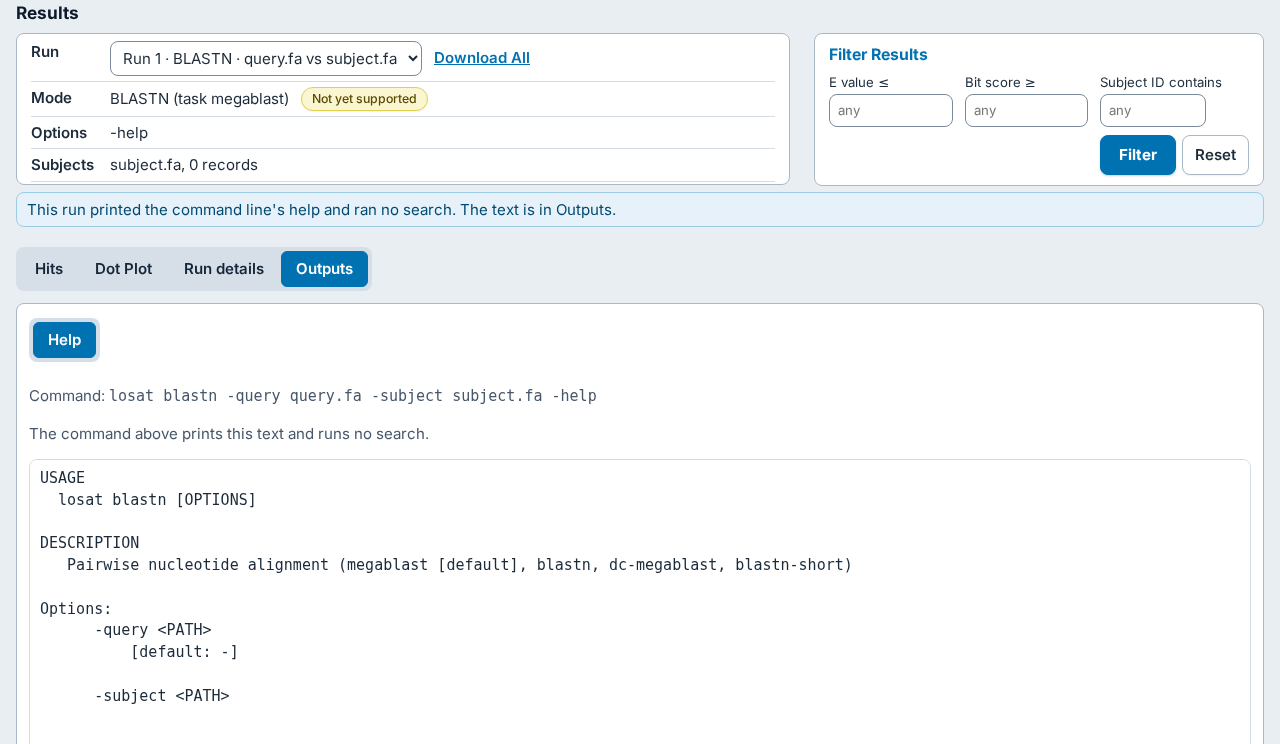 Results
Run
Run 1 · BLASTN · query.fa vs subject.fa
Download All
Mode
BLASTN (task megablast)
Not yet supported
Options
-help
Subjects
subject.fa, 0 records
Filter Results
E value ≤
Bit score ≥
Subject ID contains
any
any
any
Filter
Reset
This run printed the command line's help and ran no search. The text is in Outputs.
Hits
Dot Plot
Run details
Outputs
Help
Command: losat blastn -query query.fa -subject subject.fa -help
The command above prints this text and runs no search.
USAGE
losat blastn [OPTIONS]
DESCRIPTION
Pairwise nucleotide alignment (megablast [default], blastn, dc-megablast, blastn-short)
Options:
-query <PATH>
[default: -]
-subject <PATH>